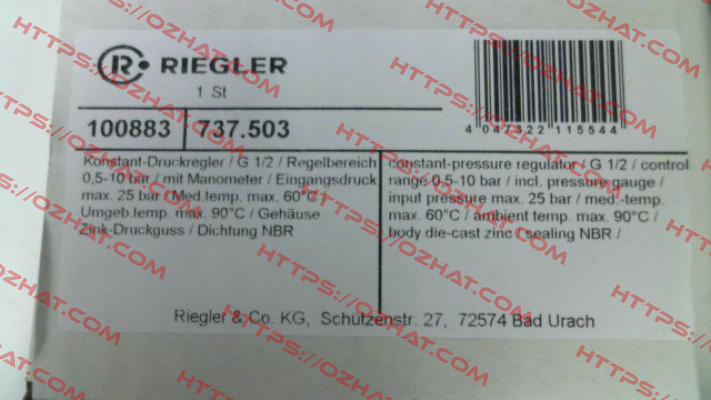 RIEGLER
1 St
100883 737.503
4 047322 115544
Konstant-Druckregler / G 1/2 / Regelbereich
0,5-10 bar / mit Manometer / Eingangsdruck
max. 25 bar / Med.temp. max. 60°C /
Umgeb.temp. max. 90°C / Gehäuse
Zink-Druckguss / Dichtung NBR
constant-pressure regulator / G 1/2 / control
range 0,5-10 bar / incl. pressure gauge /
input pressure max. 25 bar / med.-temp.
max. 60°C / ambient temp. max. 90°C /
body die-cast zinc / sealing NBR /
Riegler & Co. KG, Schützenstr. 27, 72574 Bad Urach
HTTPS://OZHAT.COM